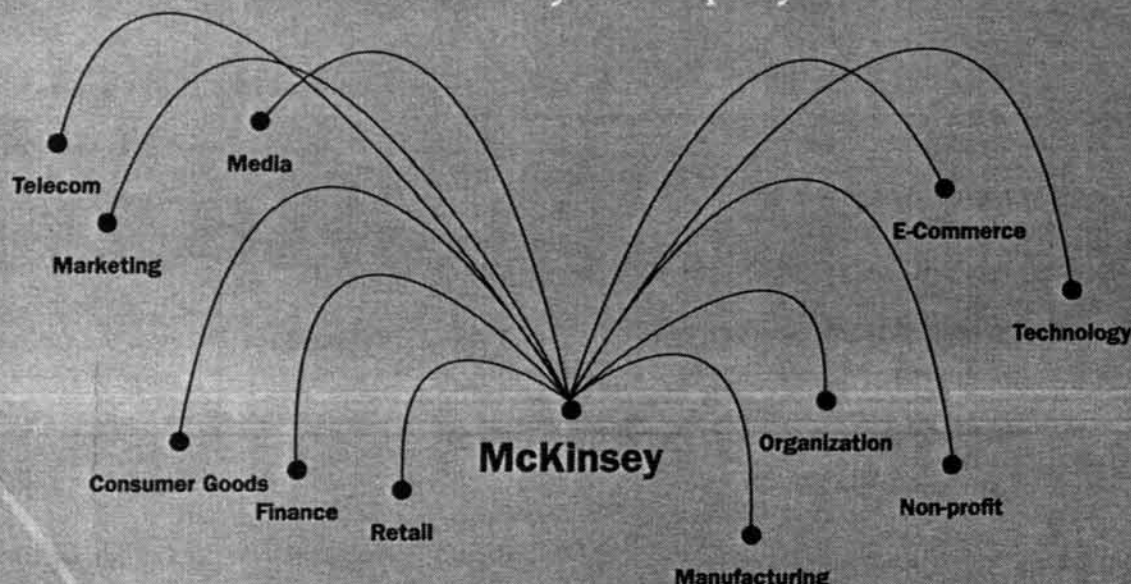 Telecom
Media
Marketing
E-Commerce
Technology
Consumer Goods
Finance
Retail
McKinsey
Organization
Non-profit
Manufacturing